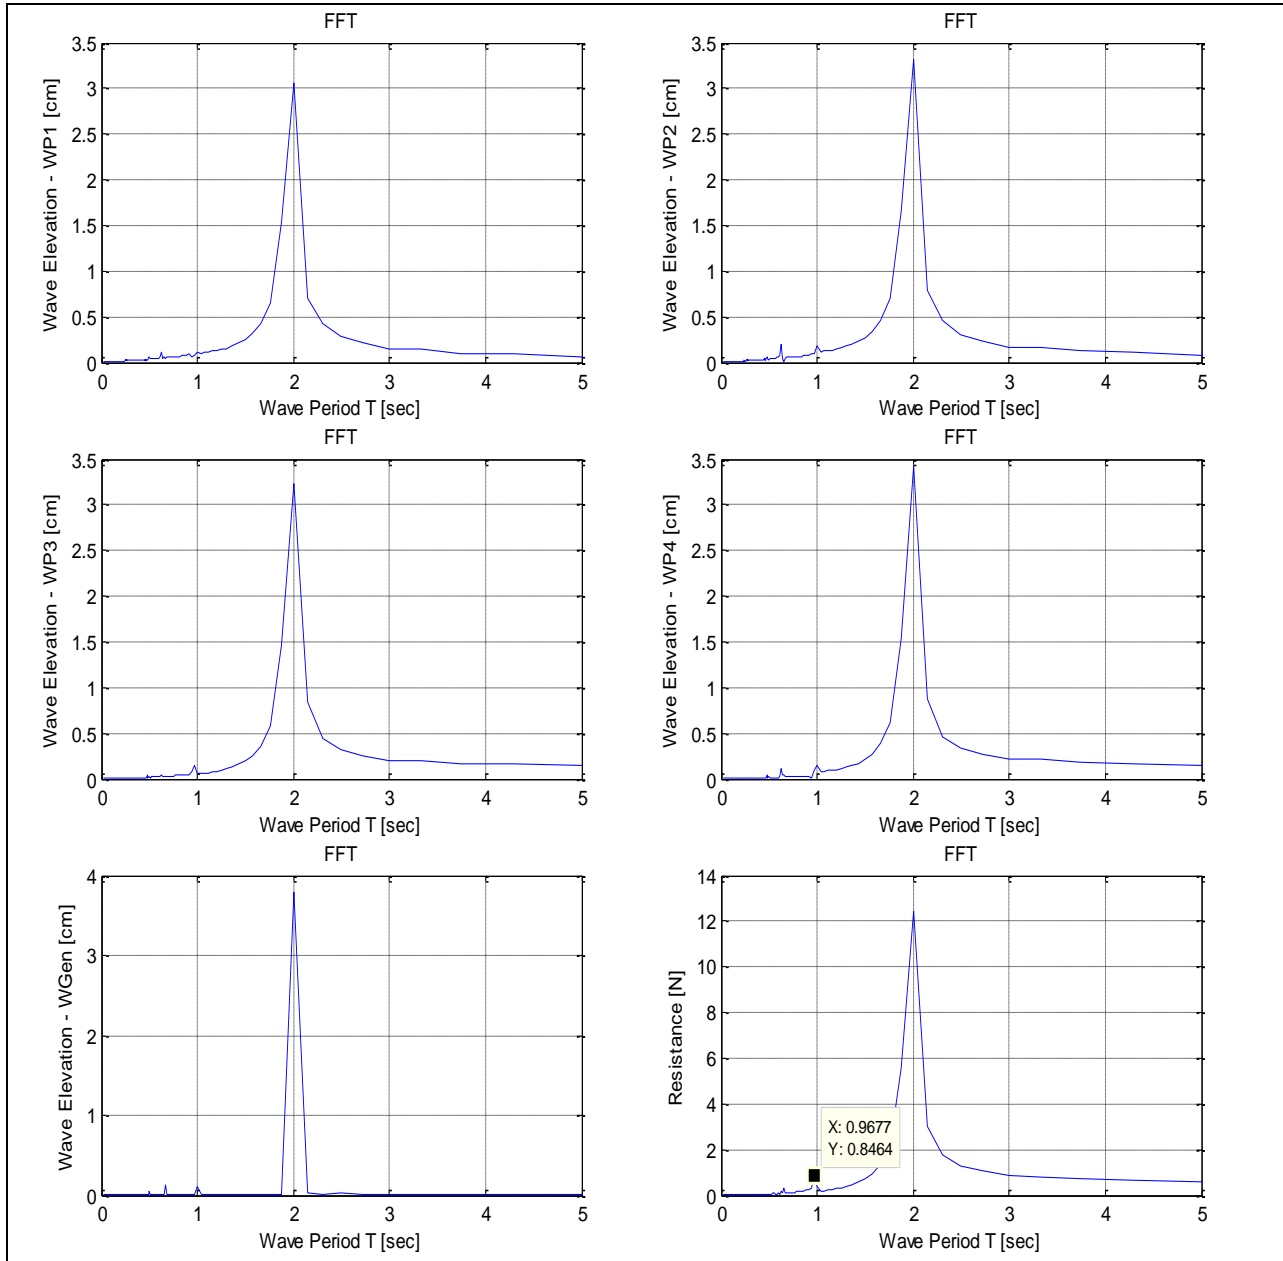 FFT
3.5
3
2.5
2
1.5
1
0.5
0
Wave Elevation - WP1 [cm]
0 1 2 3 4 5
Wave Period T [sec]
FFT
3.5
3
2.5
2
1.5
1
0.5
0
Wave Elevation - WP2 [cm]
0 1 2 3 4 5
Wave Period T [sec]
FFT
3.5
3
2.5
2
1.5
1
0.5
0
Wave Elevation - WP3 [cm]
0 1 2 3 4 5
Wave Period T [sec]
FFT
3.5
3
2.5
2
1.5
1
0.5
0
Wave Elevation - WP4 [cm]
0 1 2 3 4 5
Wave Period T [sec]
FFT
4
3
2
1
0
Wave Elevation - WGen [cm]
0 1 2 3 4 5
Wave Period T [sec]
FFT
14
12
10
8
6
4
2
0
Resistance [N]
X: 0.9677
Y: 0.8464
0 1 2 3 4 5
Wave Period T [sec]